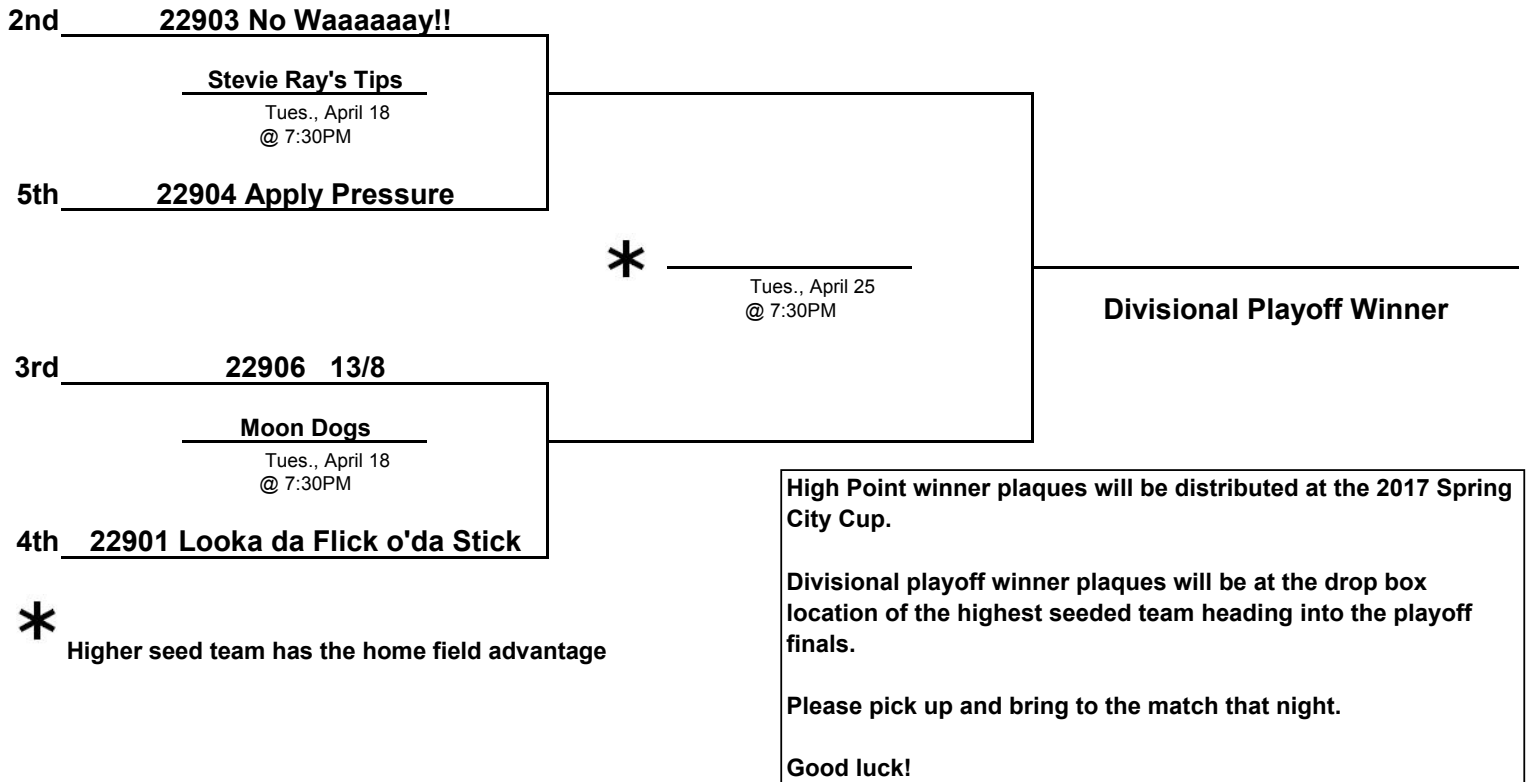 2nd 22903 No Waaaaaay!!
Stevie Ray's Tips
Tues., April 18
@ 7:30PM
5th 22904 Apply Pressure
*
Tues., April 25
@ 7:30PM
Divisional Playoff Winner
3rd 22906 13/8
Moon Dogs
Tues., April 18
@ 7:30PM
4th 22901 Looka da Flick o'da Stick
* Higher seed team has the home field advantage
High Point winner plaques will be distributed at the 2017 Spring
City Cup.
Divisional playoff winner plaques will be at the drop box
location of the highest seeded team heading into the playoff
finals.
Please pick up and bring to the match that night.
Good luck!